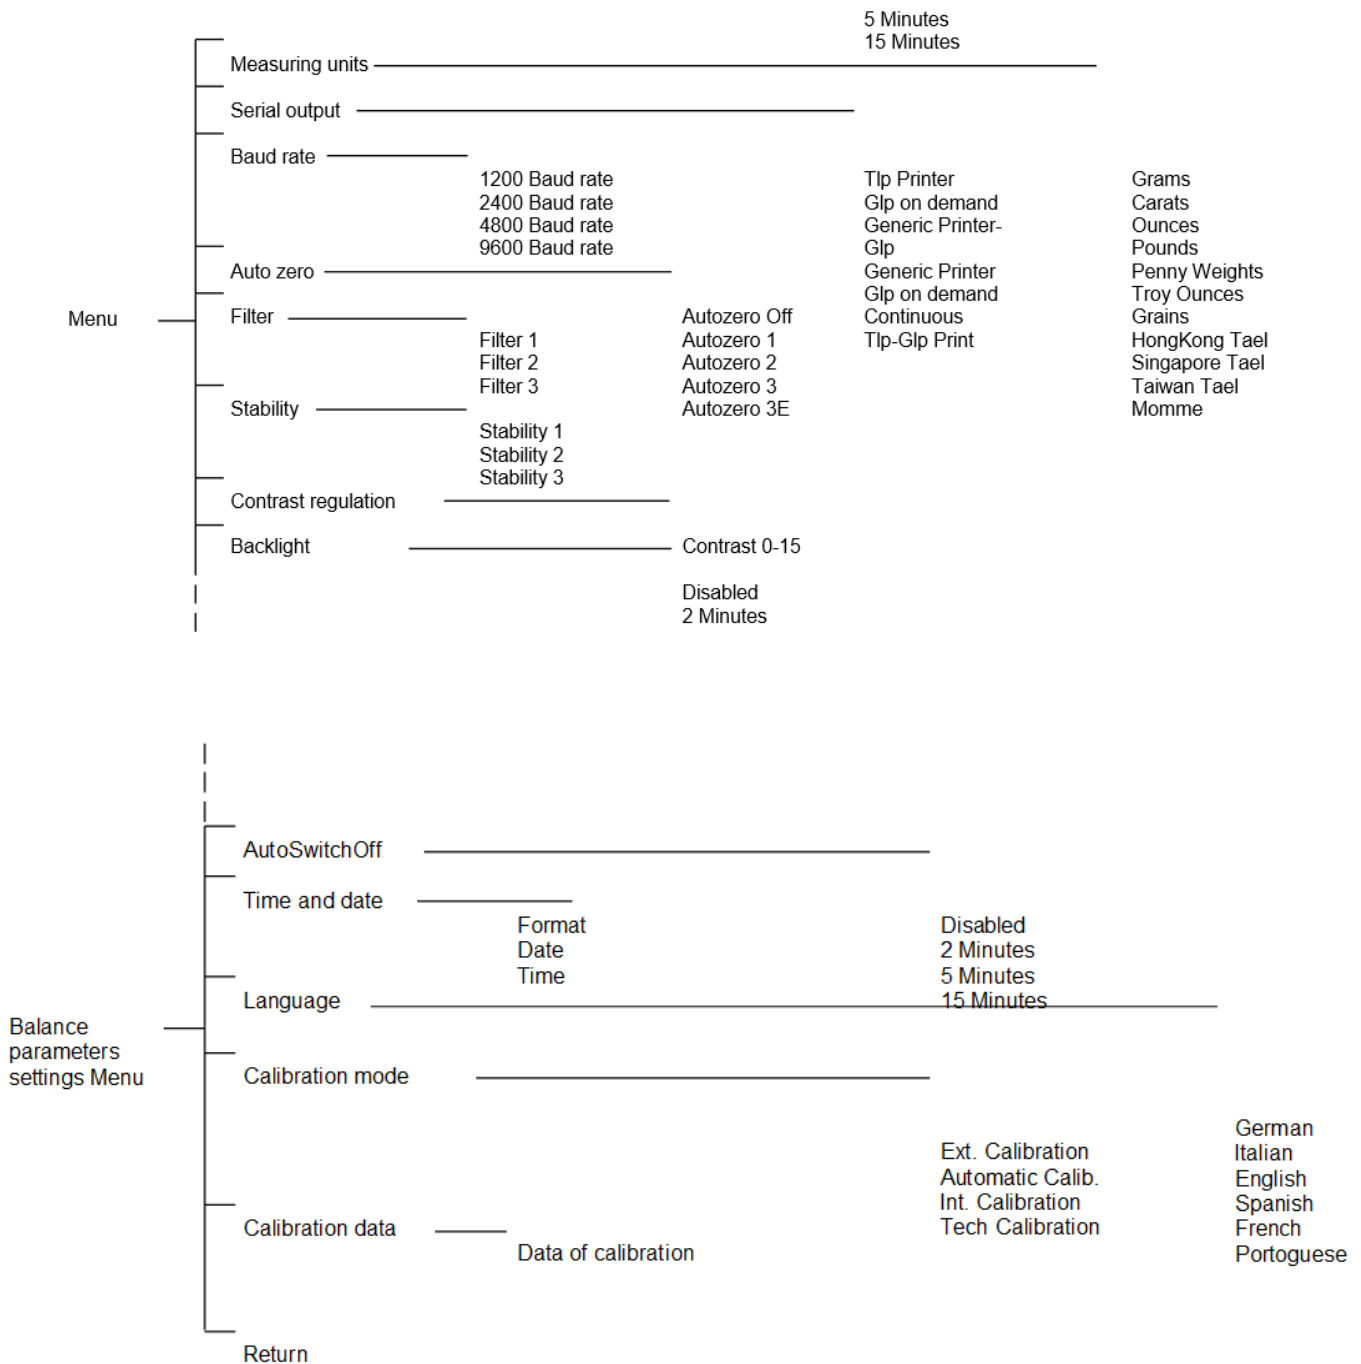 5 Minutes
15 Minutes
Measuring units
Serial output
Baud rate
1200 Baud rate
2400 Baud rate
4800 Baud rate
9600 Baud rate
Tlp Printer
Glp on demand
Generic Printer-
Glp
Generic Printer
Glp on demand
Continuous
Tlp-Glp Print
Grams
Carats
Ounces
Pounds
Penny Weights
Troy Ounces
Grains
HongKong Tael
Singapore Tael
Taiwan Tael
Momme
Auto zero
Menu
Filter
Filter 1
Filter 2
Filter 3
Autozero Off
Autozero 1
Autozero 2
Autozero 3
Autozero 3E
Stability
Stability 1
Stability 2
Stability 3
Contrast regulation
Backlight
Contrast 0-15
Disabled
2 Minutes
AutoSwitchOff
Time and date
Format
Date
Time
Disabled
2 Minutes
5 Minutes
15 Minutes
Language
Balance
parameters
settings Menu
Calibration mode
Ext. Calibration
Automatic Calib.
Int. Calibration
Tech Calibration
German
Italian
English
Spanish
French
Portoguese
Calibration data
Data of calibration
Return